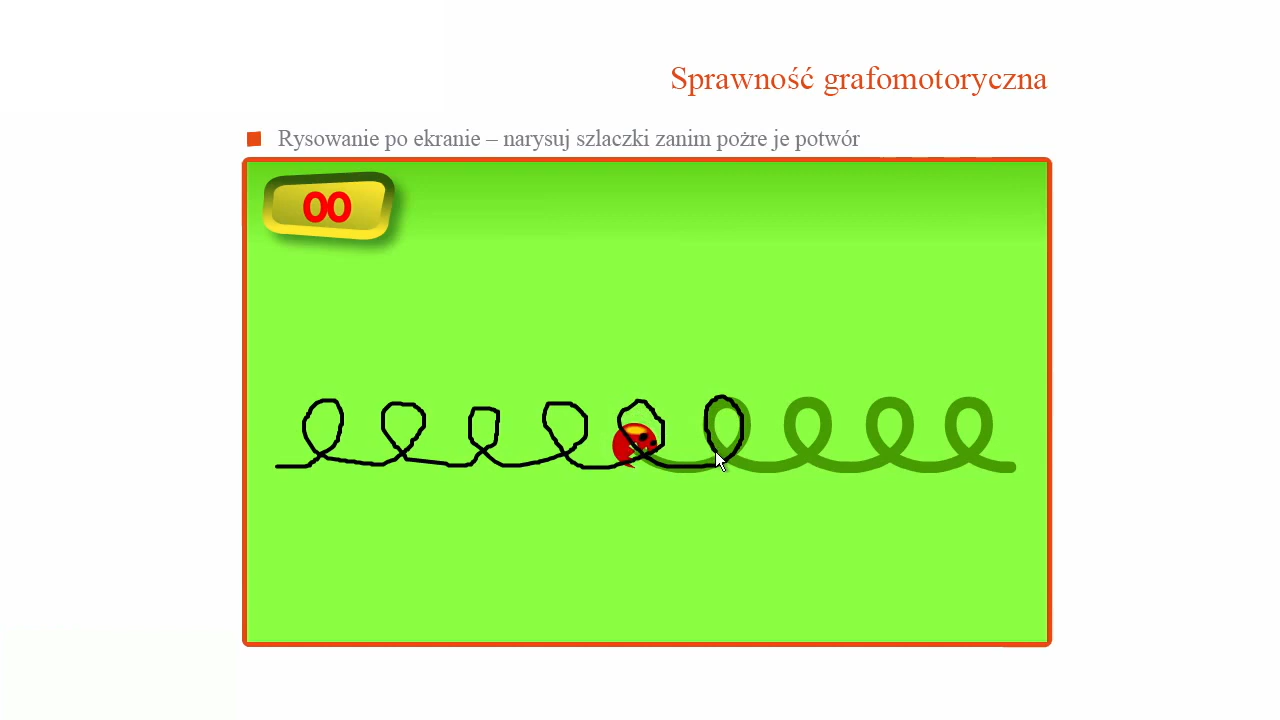 Sprawność grafomotoryczna
Rysowanie po ekranie – narysuj szlaczki zanim pożre je potwór
00